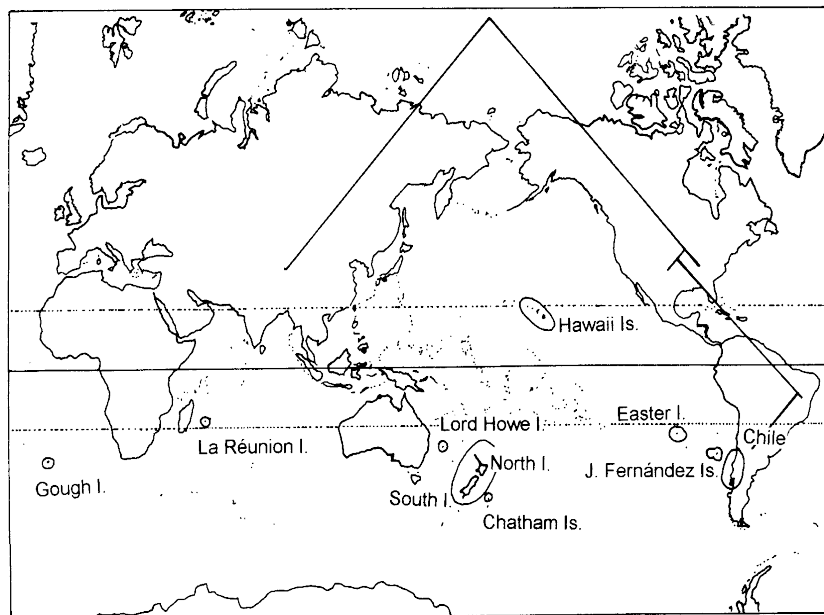 Hawaii Is.
Easter I.
Lord Howe I.
La Réunion I.
Chile
North I.
J. Fernández Is.
Gough I.
South I.
Chatham Is.